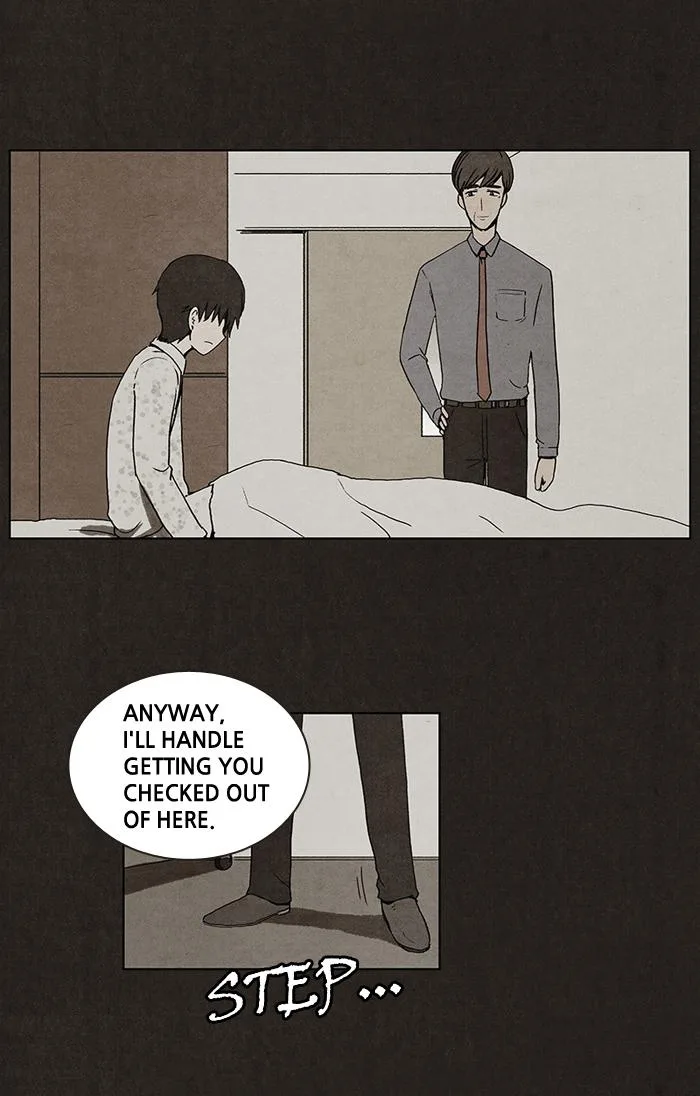 ANYWAY,
I'LL HANDLE
GETTING YOU
CHECKED OUT
OF HERE.
STEP...